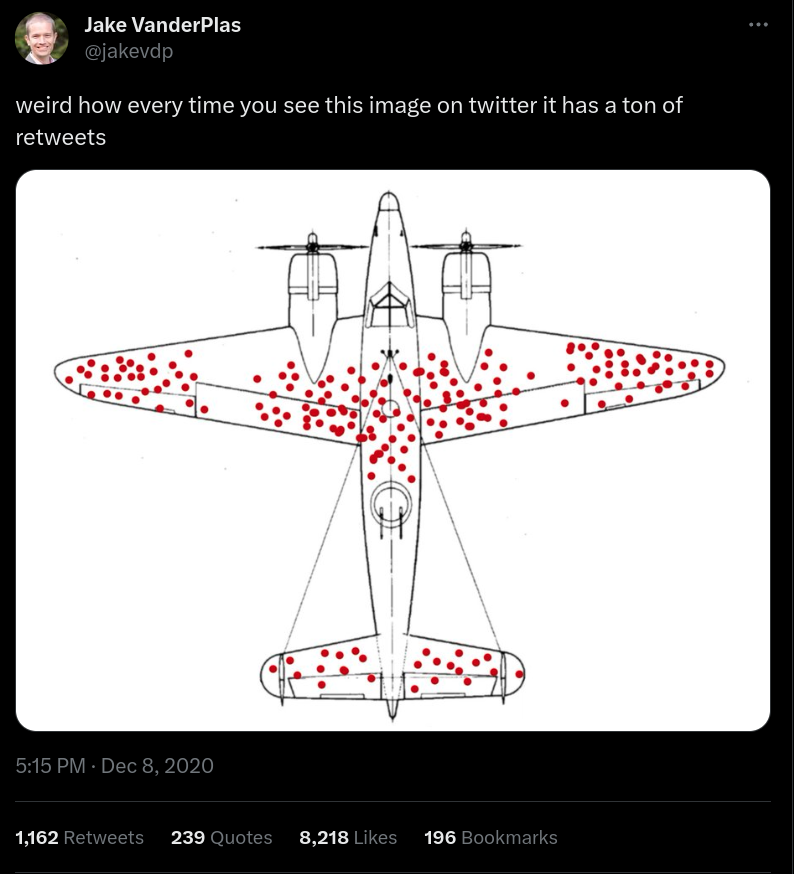 Jake VanderPlas
@jakevdp
weird how every time you see this image on twitter it has a ton of
retweets
5:15 PM · Dec 8, 2020
1,162 Retweets 239 Quotes 8,218 Likes 196 Bookmarks